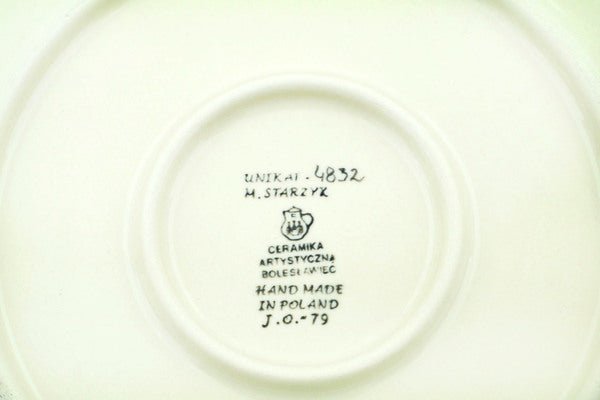 UNIKAT - 4832
M. STARZYK
CERAMIKA
ARTYSTYCZNA
BOLESŁAWIEC
HAND MADE
IN POLAND
J.O.-79